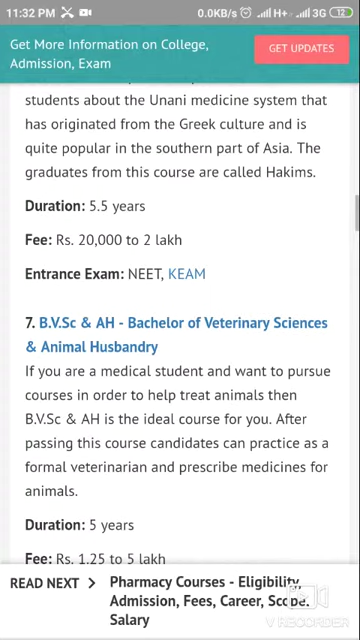 11:32 PM 0.0KB/s H+ 3G 12
Get More Information on College,
Admission, Exam
GET UPDATES
students about the Unani medicine system that
has originated from the Greek culture and is
quite popular in the southern part of Asia. The
graduates from this course are called Hakims.
Duration: 5.5 years
Fee: Rs. 20,000 to 2 lakh
Entrance Exam: NEET, KEAM
7. B.V.Sc & AH - Bachelor of Veterinary Sciences
& Animal Husbandry
If you are a medical student and want to pursue
courses in order to help treat animals then
B.V.Sc & AH is the ideal course for you. After
passing this course candidates can practice as a
formal veterinarian and prescribe medicines for
animals.
Duration: 5 years
Fee: Rs. 1.25 to 5 lakh
READ NEXT > Pharmacy Courses - Eligibility,
Admission, Fees, Career, Scope,
Salary
V RECORDER